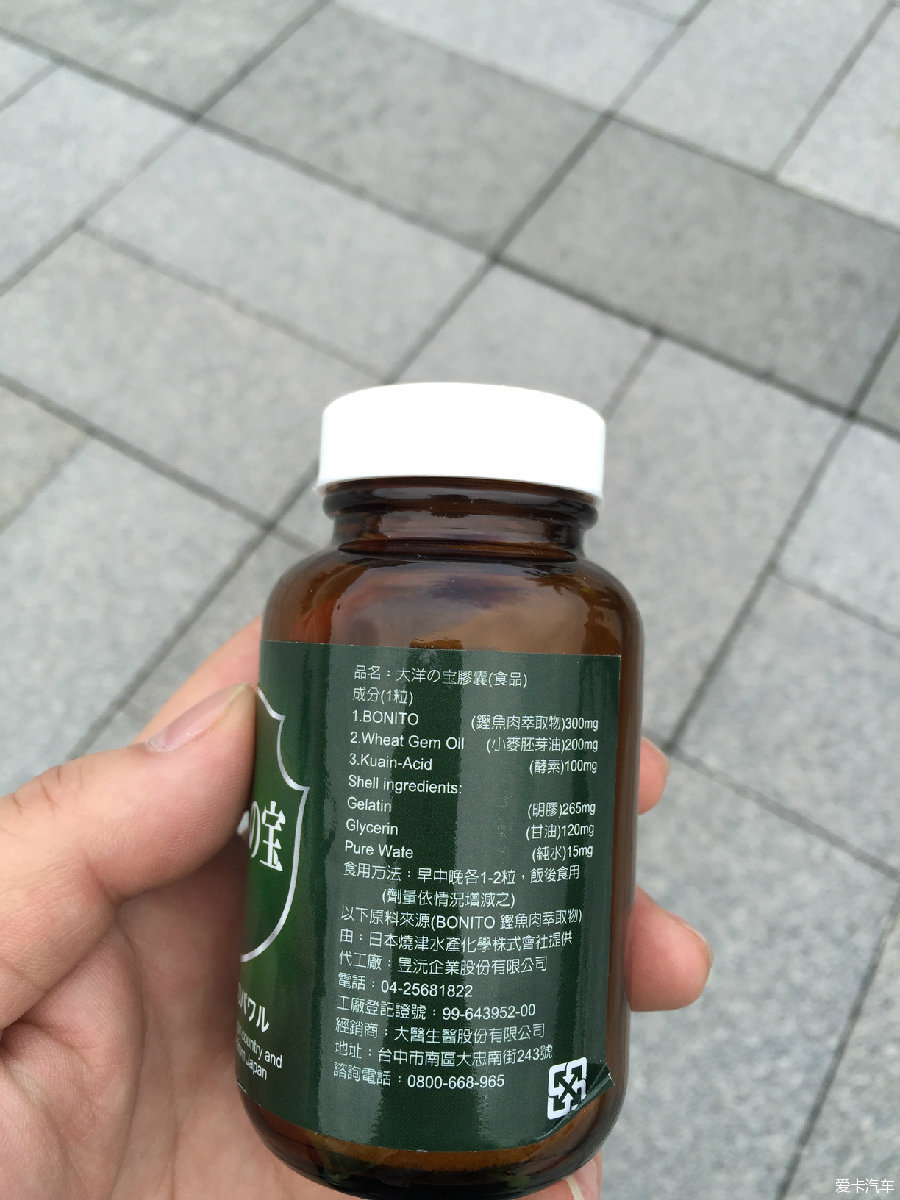 品名：大洋の宝膠囊(食品)
成分(1粒)
1.BONITO (鏗魚肉萃取物)300mg
2.Wheat Gem Oil (小麥胚芽油)200mg
3.Kuain-Acid (酵素)100mg
Shell ingredients:
Gelatin (明膠)265mg
Glycerin (甘油)120mg
Pure Wate (純水)15mg
食用方法：早中晚各1-2粒，飯後食用
(劑量依情況增減之)
以下原料來源(BONITO 鏗魚肉萃取物)
由：日本燒津水產化學株式會社提供
代工廠：昱沅企業股份有限公司
電話：04-25681822
工廠登記證號：99-643952-00
經銷商：大醫生醫股份有限公司
地址：台中市南區大忠南街243號
諮詢電話：0800-668-965
の宝
パワル
country and
Japan
爱卡汽车